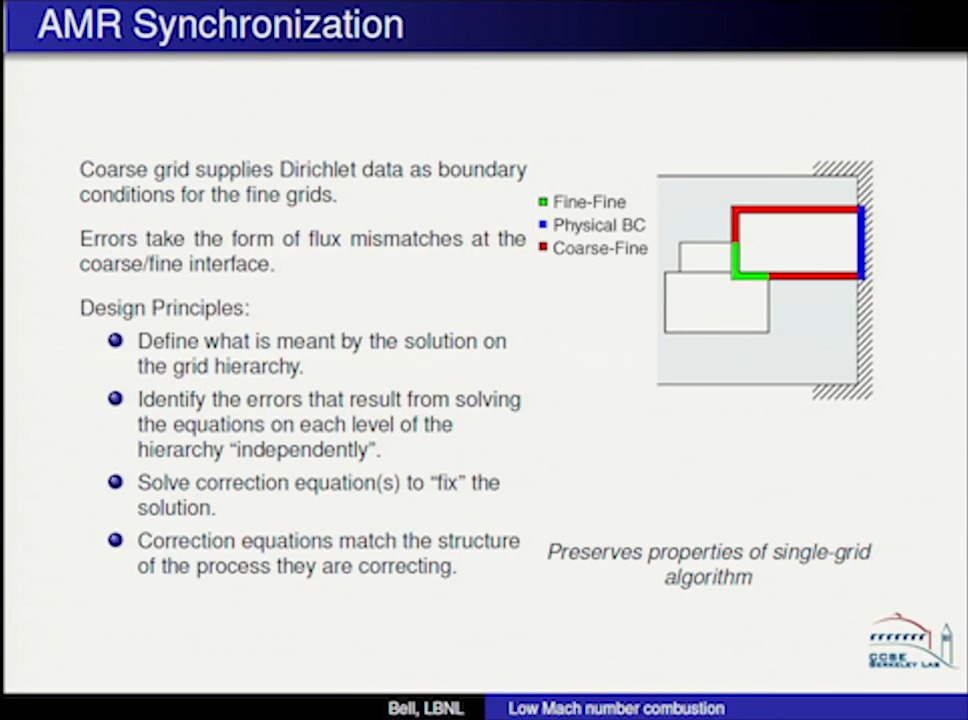 AMR Synchronization
Coarse grid supplies Dirichlet data as boundary
conditions for the fine grids.
Errors take the form of flux mismatches at the
coarse/fine interface.
Design Principles:
Define what is meant by the solution on
the grid hierarchy.
Identify the errors that result from solving
the equations on each level of the
hierarchy “independently”.
Solve correction equation(s) to “fix” the
solution.
Correction equations match the structure
of the process they are correcting.
Fine-Fine
Physical BC
Coarse-Fine
Preserves properties of single-grid
algorithm
CCSE
BERKELEY LAB
Bell, LBNL
Low Mach number combustion